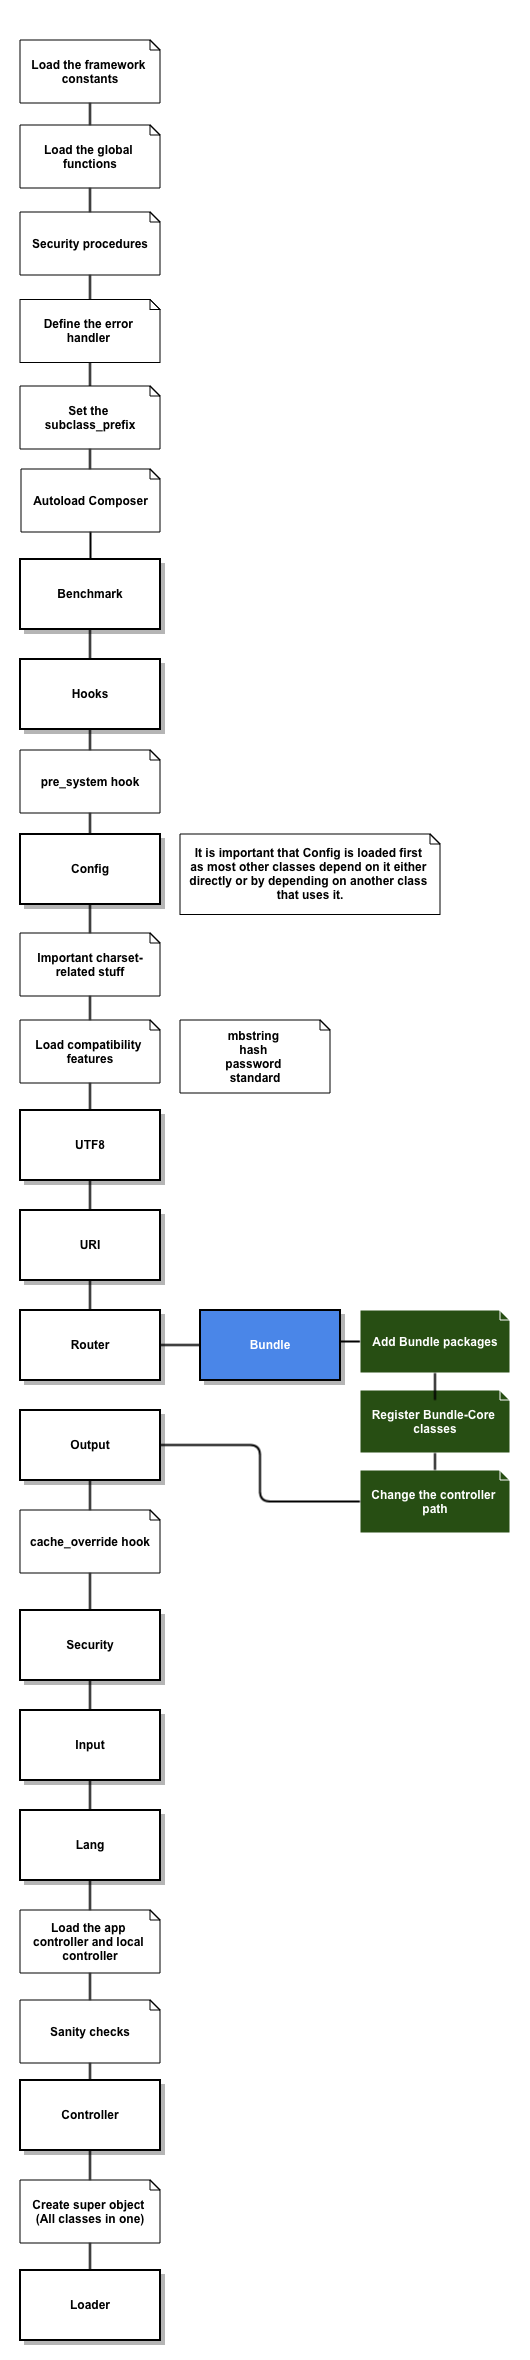 Load the framework
constants
Load the global
functions
Security procedures
Define the error
handler
Set the
subclass_prefix
Autoload Composer
Benchmark
Hooks
pre_system hook
Config
It is important that Config is loaded first
as most other classes depend on it either
directly or by depending on another class
that uses it.
Important charset-
related stuff
Load compatibility
features
mbstring
hash
password
standard
UTF8
URI
Router
Bundle
Add Bundle packages
Register Bundle-Core
classes
Change the controller
path
Output
cache_override hook
Security
Input
Lang
Load the app
controller and local
controller
Sanity checks
Controller
Create super object
(All classes in one)
Loader